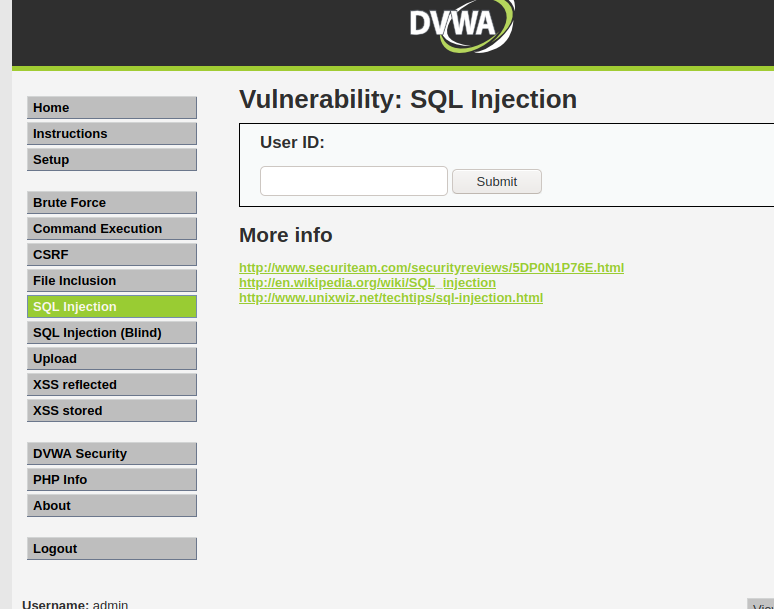 DVWA
Home
Instructions
Setup
Brute Force
Command Execution
CSRF
File Inclusion
SQL Injection
SQL Injection (Blind)
Upload
XSS reflected
XSS stored
DVWA Security
PHP Info
About
Logout
Username: admin
Vulnerability: SQL Injection
User ID:
Submit
More info
http://www.securiteam.com/securityreviews/5DP0N1P76E.html
http://en.wikipedia.org/wiki/SQL_injection
http://www.unixwiz.net/techtips/sql-injection.html